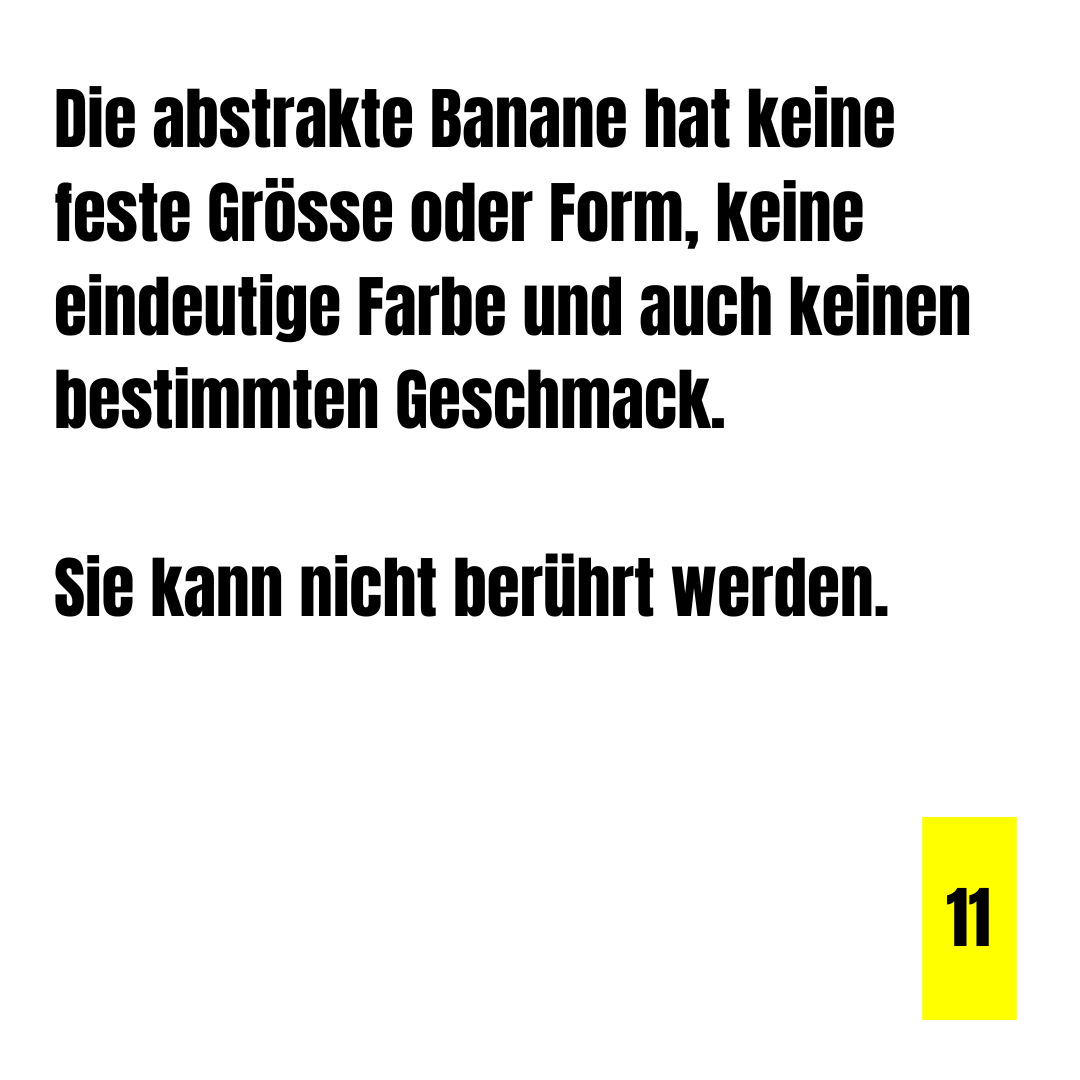 Die abstrakte Banane hat keine
feste Grösse oder Form, keine
eindeutige Farbe und auch keinen
bestimmten Geschmack.
Sie kann nicht berührt werden.
11